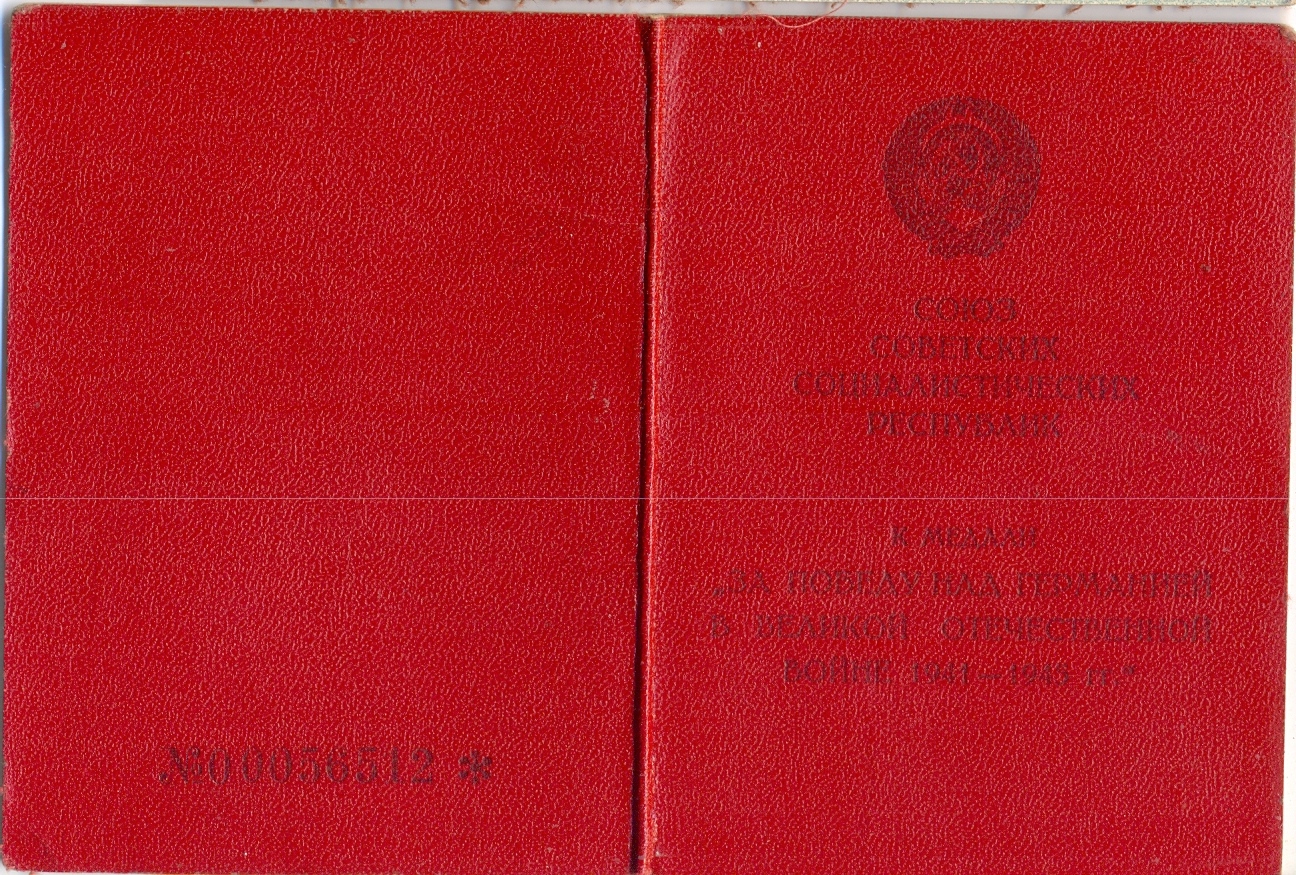 №00056512 *
СОЮЗ
СОВЕТСКИХ
СОЦИАЛИСТИЧЕСКИХ
РЕСПУБЛИК
К МЕДАЛИ
„ЗА ПОБЕДУ НАД ГЕРМАНИЕЙ
В ВЕЛИКОЙ ОТЕЧЕСТВЕННОЙ
ВОЙНЕ 1941–1945 гг.“